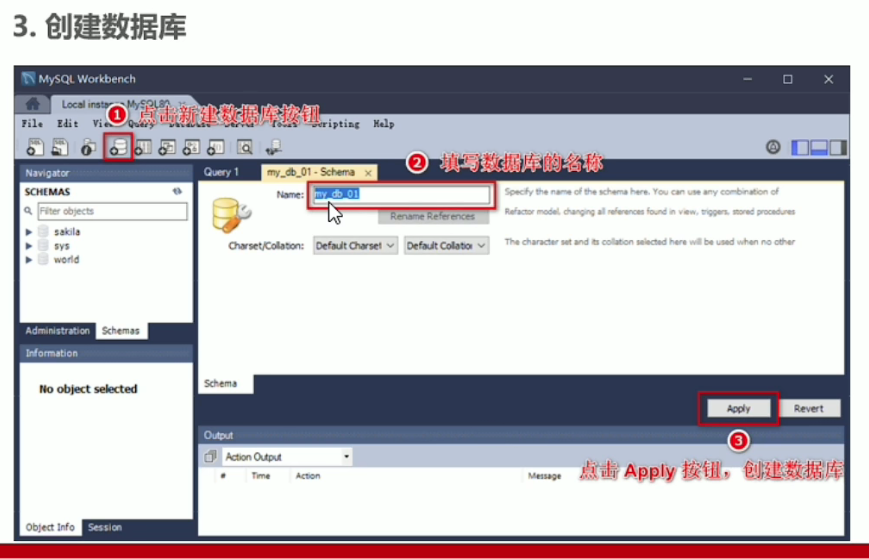 3. 创建数据库
MySQL Workbench
Local instance MySQL80
1 点击新建数据库按钮
File Edit View Query Database Server Tools Scripting Help
Navigator
Query 1
my_db_01 - Schema
2 填写数据库的名称
SCHEMAS
Filter objects
sakila
sys
world
Name:
my_db_01
Specify the name of the schema here. You can use any combination of
Rename References
Refactor model, changing all references found in view, triggers, stored procedures
Charset/Collation:
Default Charset
Default Collatior
The character set and its collation selected here will be used when no other
Administration
Schemas
Information
No object selected
Schema
Apply
Revert
3
点击 Apply 按钮，创建数据库
Output
Action Output
# Time Action Message
Object Info
Session